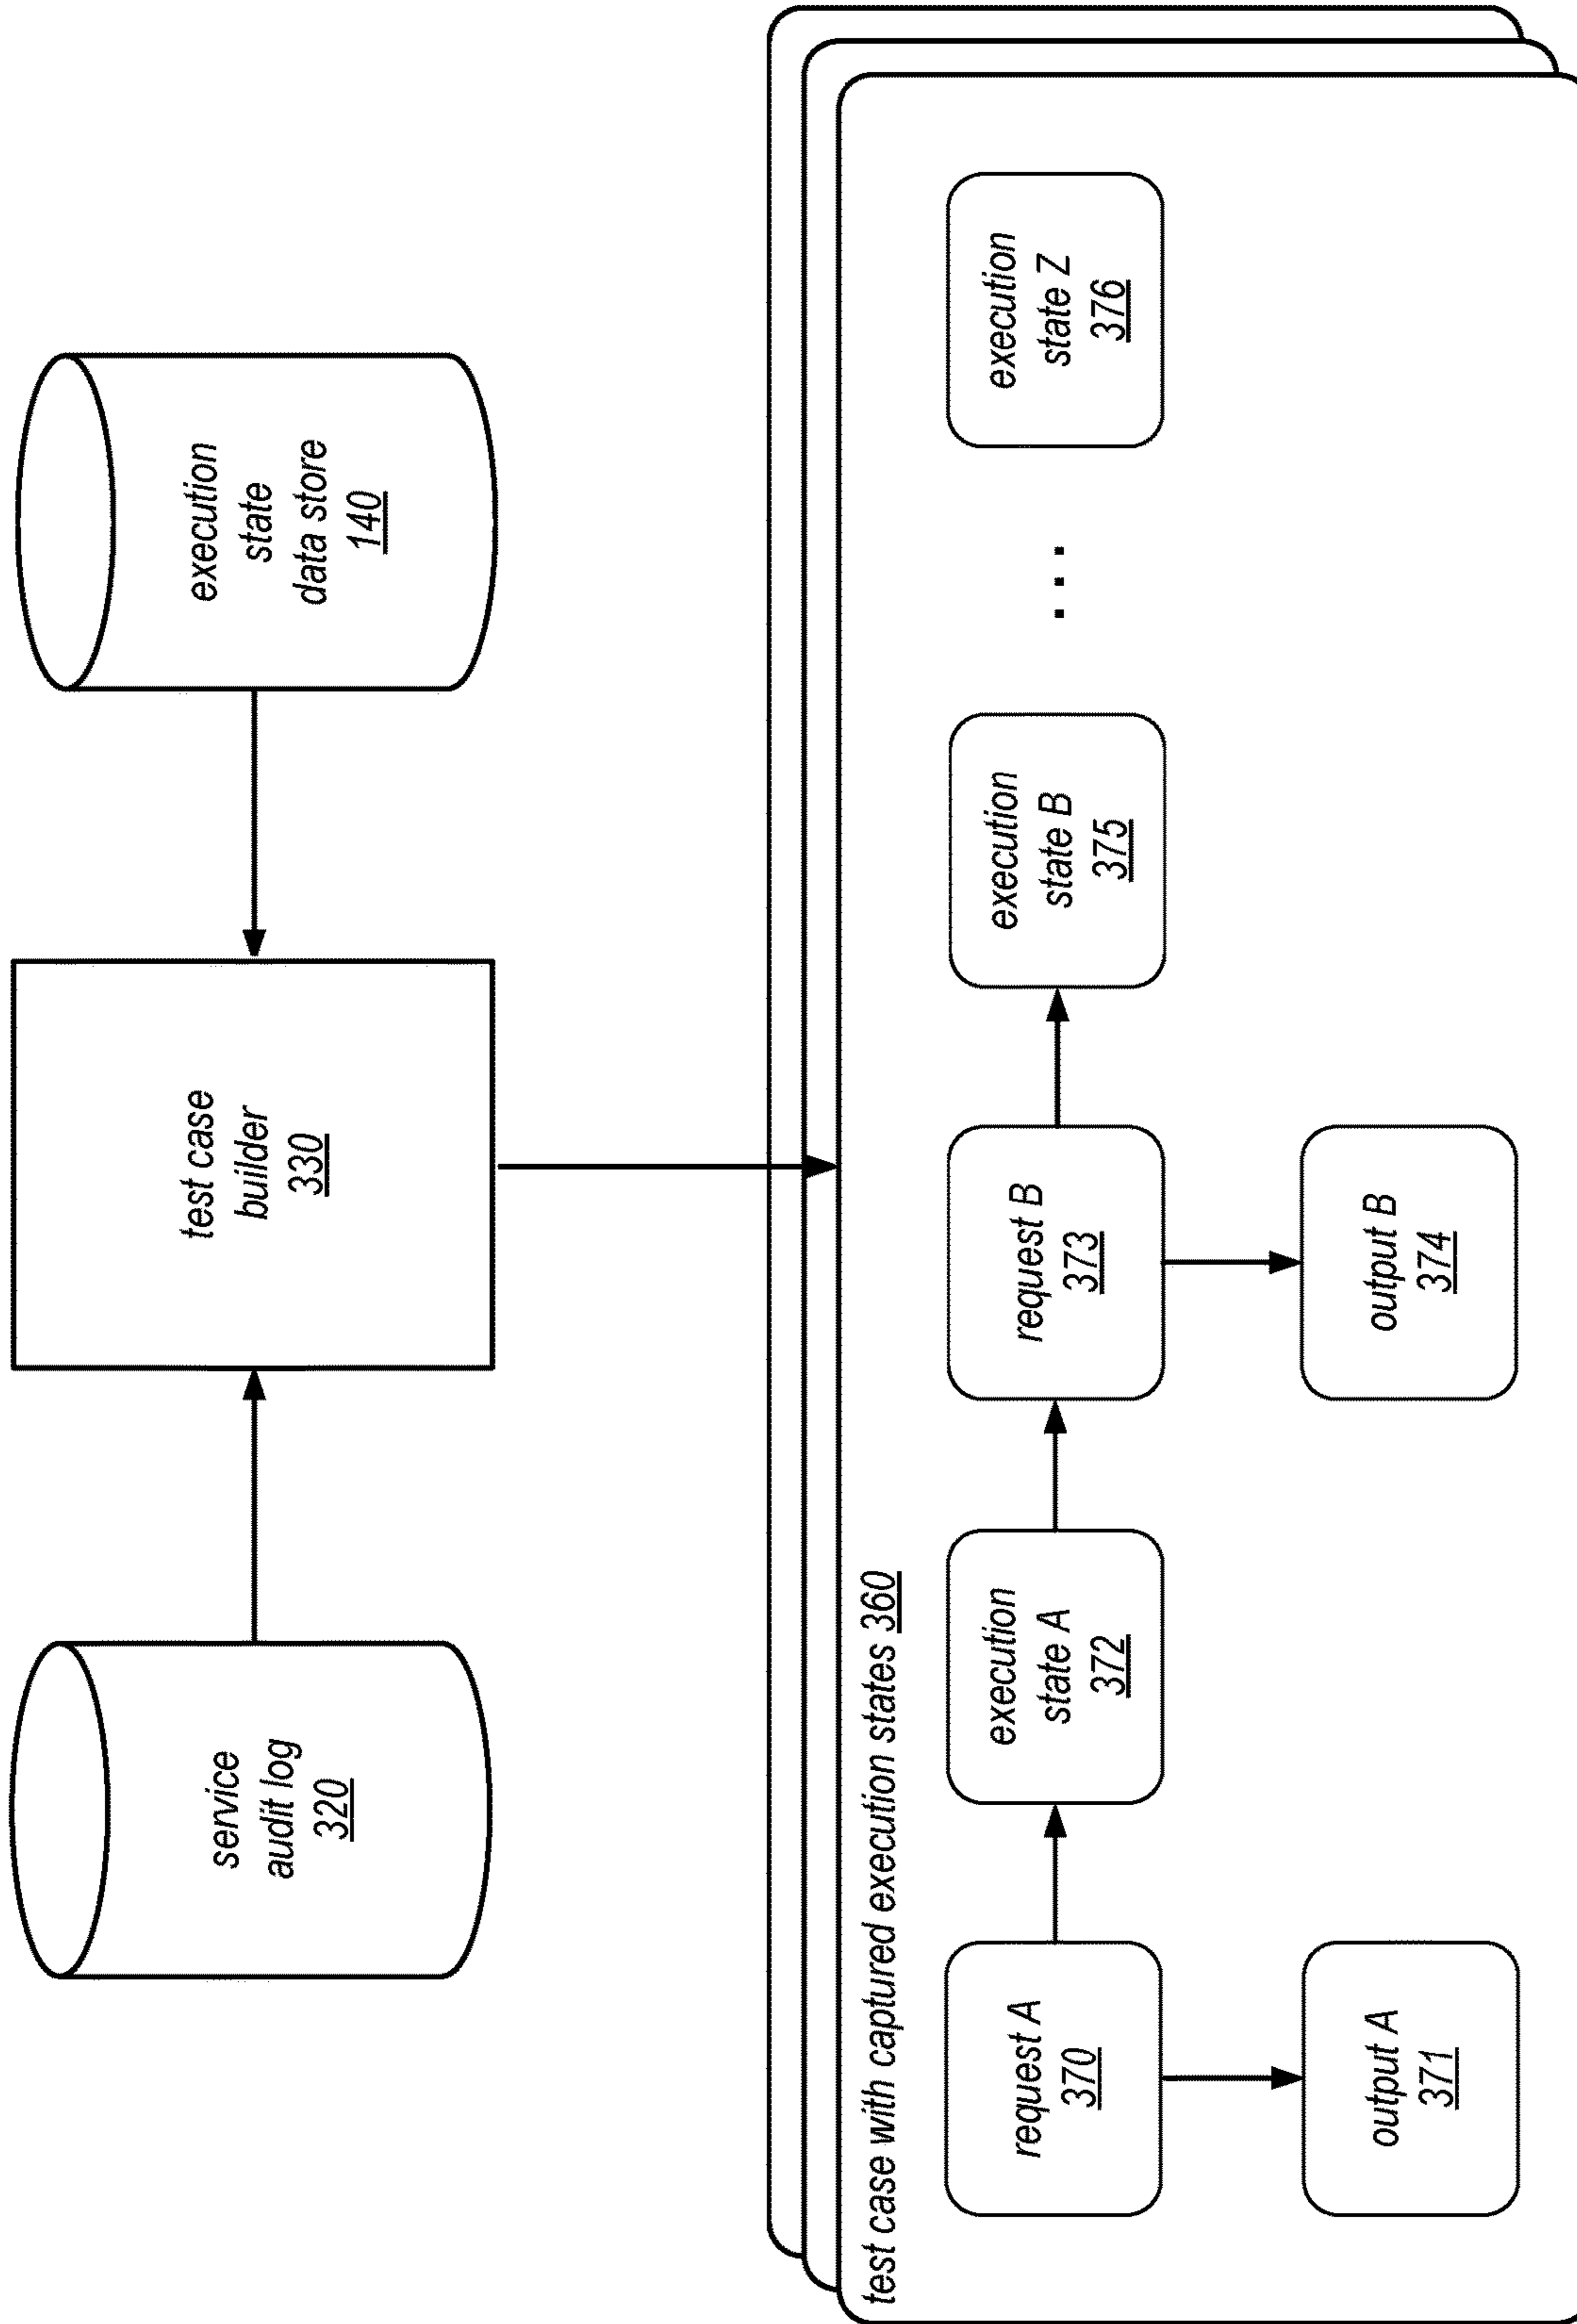 service
audit log
320
test case
builder
330
execution
state
data store
140
test case with captured execution states 360
request A
370
execution
state A
372
request B
373
execution
state B
375
...
execution
state Z
376
output A
371
output B
374